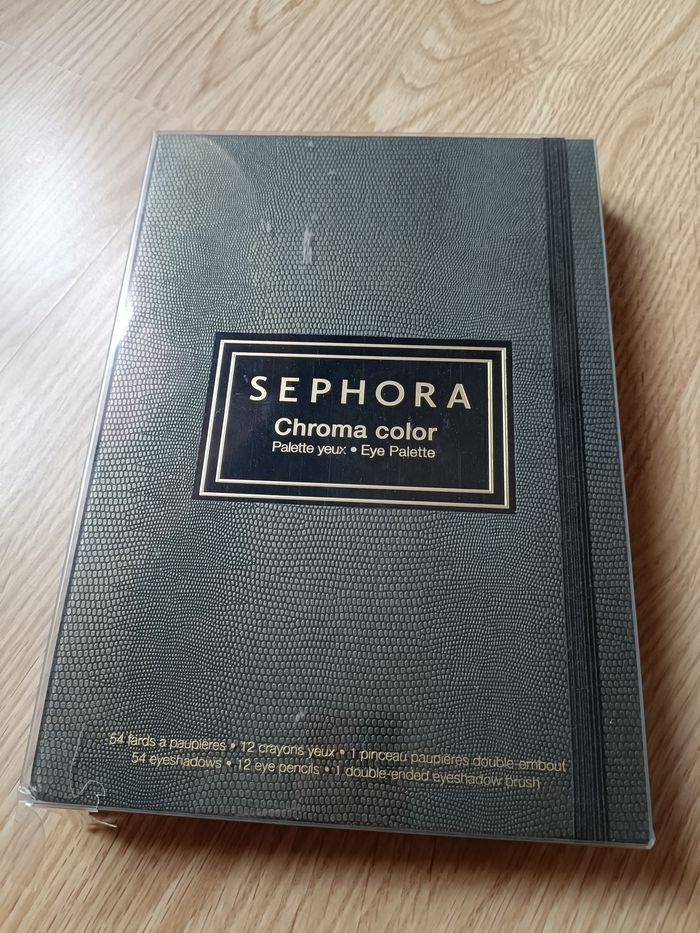 SEPHORA
Chroma color
Palette yeux • Eye Palette
54 fards à paupières • 12 crayons yeux • 1 pinceau paupières double-embout
54 eyeshadows • 12 eye pencils • 1 double-ended eyeshadow brush